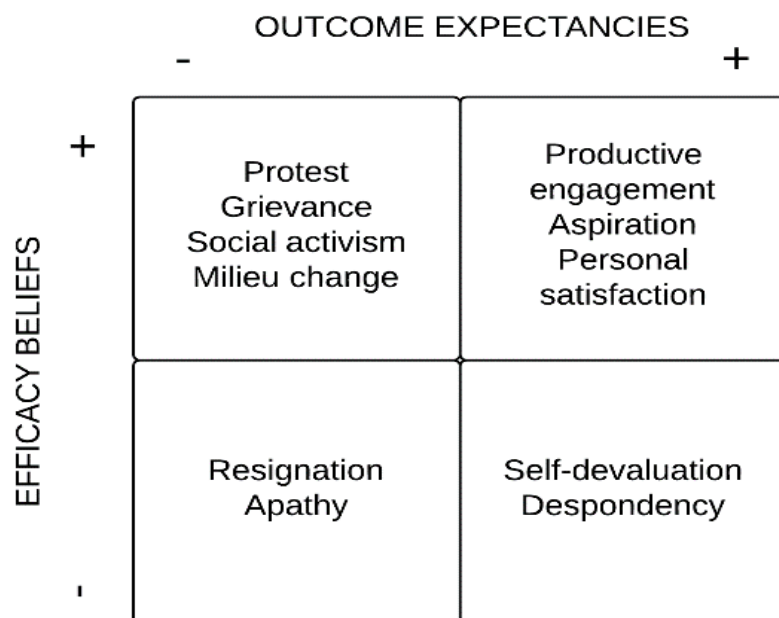 OUTCOME EXPECTANCIES
- +
+
Protest
Grievance
Social activism
Milieu change
Productive
engagement
Aspiration
Personal
satisfaction
EFFICACY BELIEFS
Resignation
Apathy
Self-devaluation
Despondency
-